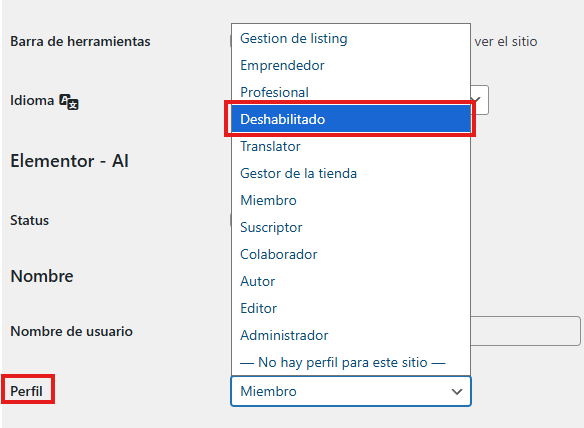 Barra de herramientas
ver el sitio
Idioma
Elementor - AI
Status
Nombre
Nombre de usuario
Perfil
Gestion de listing
Emprendedor
Profesional
Deshabilitado
Translator
Gestor de la tienda
Miembro
Suscriptor
Colaborador
Autor
Editor
Administrador
— No hay perfil para este sitio —
Miembro